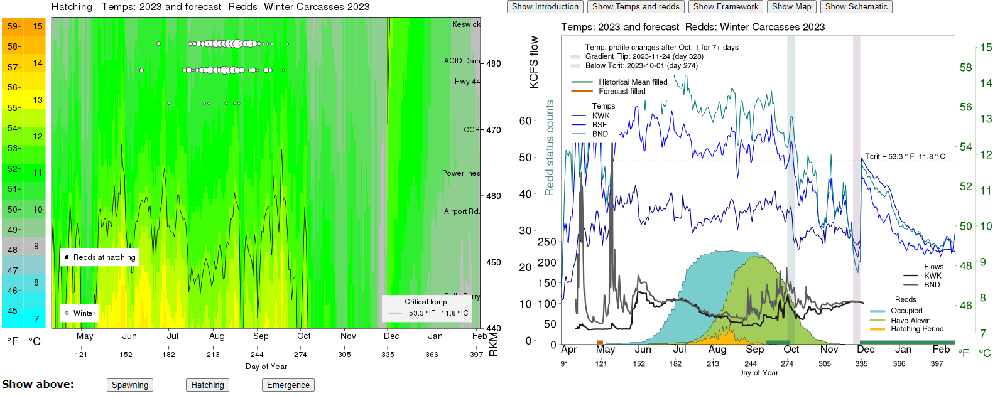 Hatching Temps: 2023 and forecast Redds: Winter Carcasses 2023
59 15
58
57 14
56
55 13
54
53 12
52 11
51
50 10
49
48 9
47
46 8
45 7
°F °C
Keswick
ACID Dam
Hwy 44
CCR
Powerlines
Airport Rd.
480
470
460
450
440
RKM
Redds at hatching
Winter
Critical temp:
53.3 ° F 11.8 ° C
May Jun Jul Aug Sep Oct Nov Dec Jan Feb
121 152 182 213 244 274 305 335 366 397
Day-of-Year
Show above: Spawning Hatching Emergence
Show Introduction Show Temps and redds Show Framework Show Map Show Schematic
Temps: 2023 and forecast Redds: Winter Carcasses 2023
Temp. profile changes after Oct. 1 for 7+ days
Gradient Flip: 2023-11-24 (day 328)
Below Tcrit: 2023-10-01 (day 274)
Historical Mean filled
Forecast filled
Temps
KWK
BSF
BND
KCFS flow
60
50
40
30
20
10
0
Redd status counts
250
200
150
100
50
0
Tcrit = 53.3 ° F 11.8 ° C
Flows
KWK
BND
Redds
Occupied
Have Alevin
Hatching Period
58
56
54
52
50
48
46
°F
15
14
13
12
11
10
9
8
7
°C
Apr May Jun Jul Aug Sep Oct Nov Dec Jan Feb
91 121 152 182 213 244 274 305 335 366 397
Day-of-Year